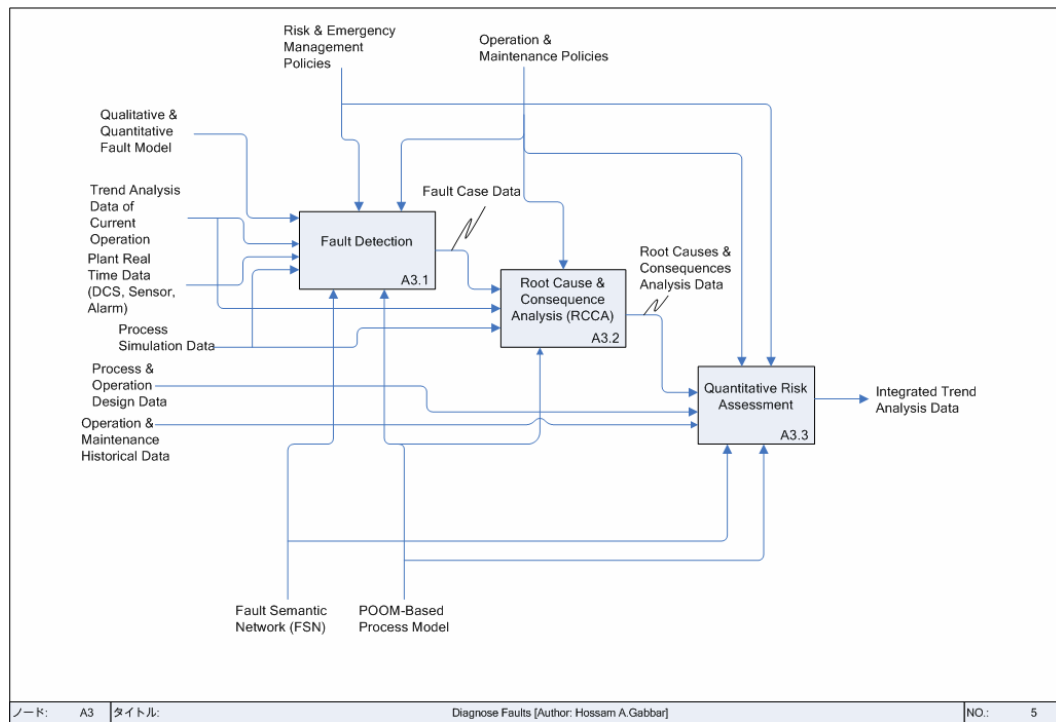 Risk & Emergency
Management
Policies
Operation &
Maintenance Policies
Qualitative &
Quantitative
Fault Model
Trend Analysis
Data of
Current
Operation
Plant Real
Time Data
(DCS, Sensor,
Alarm)
Process
Simulation Data
Process &
Operation
Design Data
Operation &
Maintenance
Historical Data
Fault Detection
A3.1
Fault Case Data
Root Cause &
Consequence
Analysis (RCCA)
A3.2
Root Causes &
Consequences
Analysis Data
Quantitative Risk
Assessment
A3.3
Integrated Trend
Analysis Data
Fault Semantic
Network (FSN)
POOM-Based
Process Model
ノード: A3 タイトル: Diagnose Faults [Author: Hossam A.Gabbar] NO.: 5